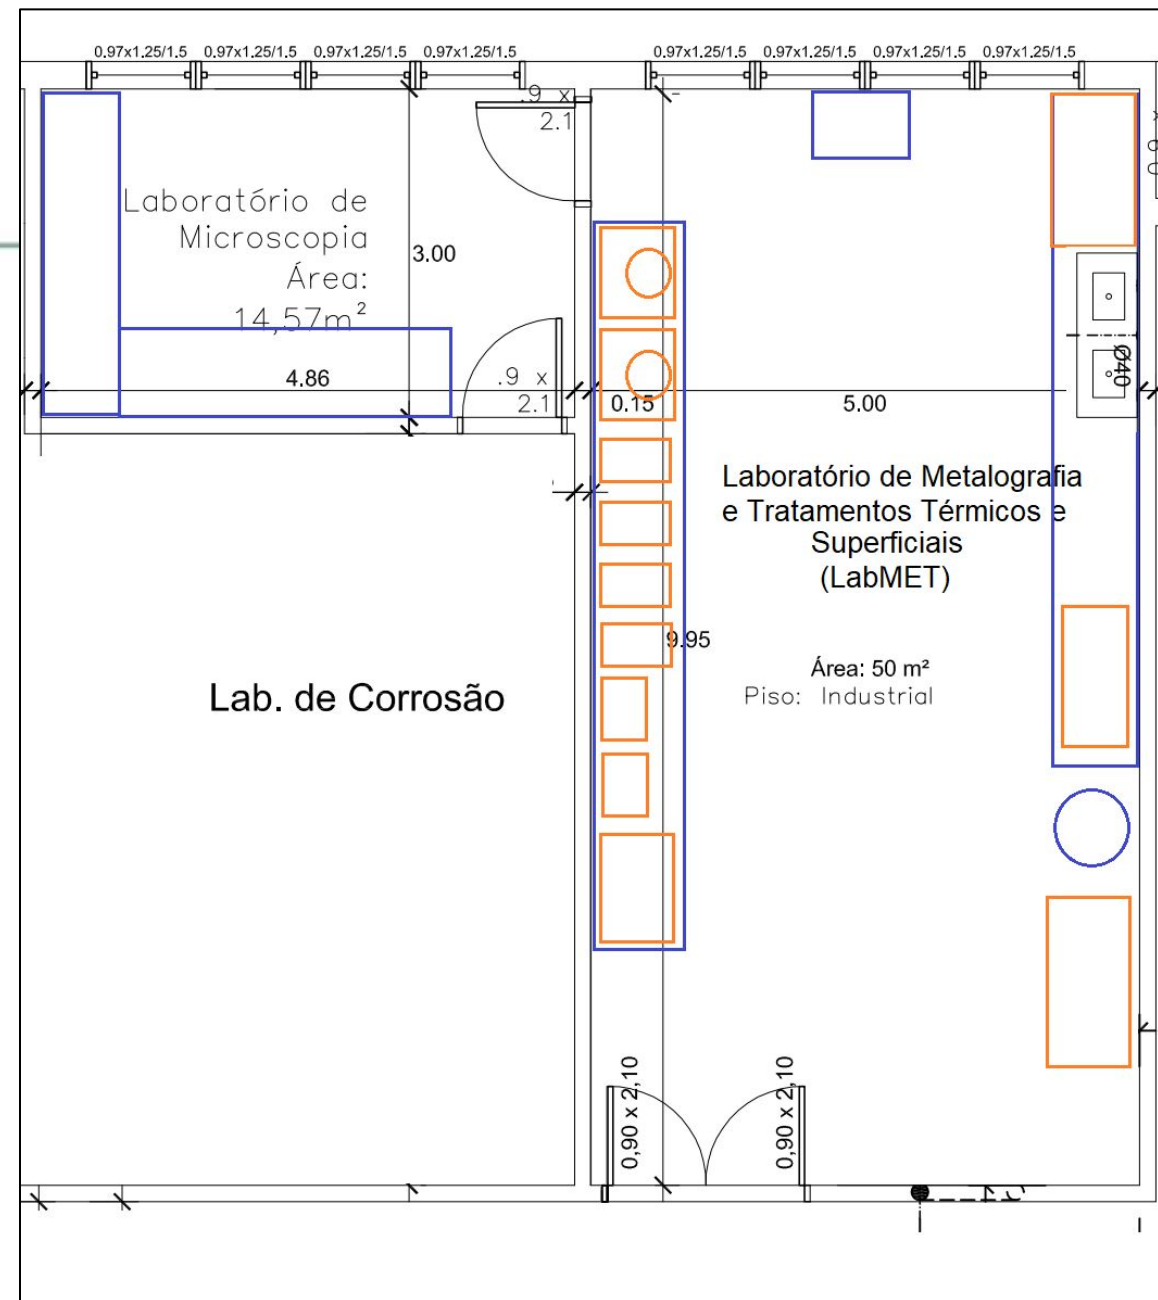 0.97x1.25/1.5 0.97x1.25/1.5 0.97x1.25/1.5 0.97x1.25/1.5
0.97x1.25/1.5 0.97x1.25/1.5 0.97x1.25/1.5 0.97x1.25/1.5
.9 x
2.1
Laboratório de
Microscopia
Área:
14,57m²
3.00
4.86
.9 x
2.1
0.15
5.00
Ø40
Laboratório de Metalografia
e Tratamentos Térmicos e
Superficiais
(LabMET)
9.95
Área: 50 m²
Piso: Industrial
Lab. de Corrosão
0,90 x 2,10
0,90 x 2,10